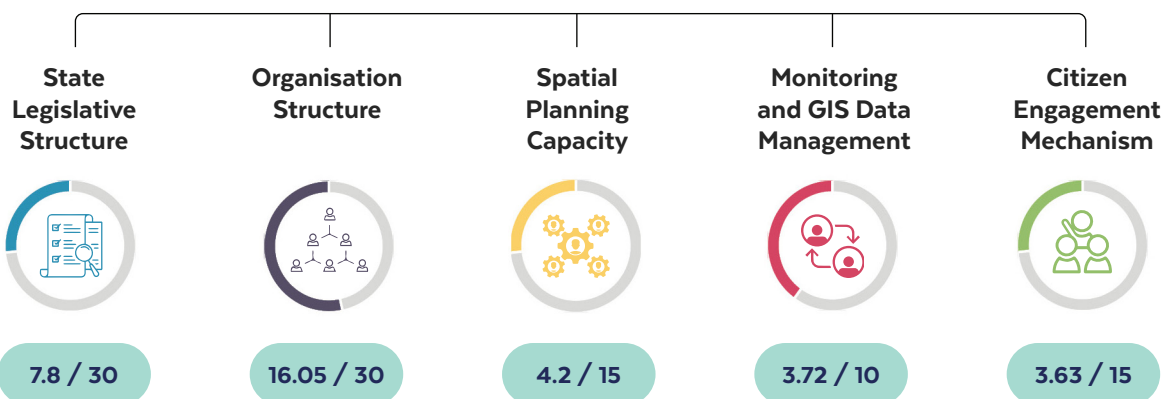 State
Legislative
Structure
7.8 / 30
Organisation
Structure
16.05 / 30
Spatial
Planning
Capacity
4.2 / 15
Monitoring
and GIS Data
Management
3.72 / 10
Citizen
Engagement
Mechanism
3.63 / 15